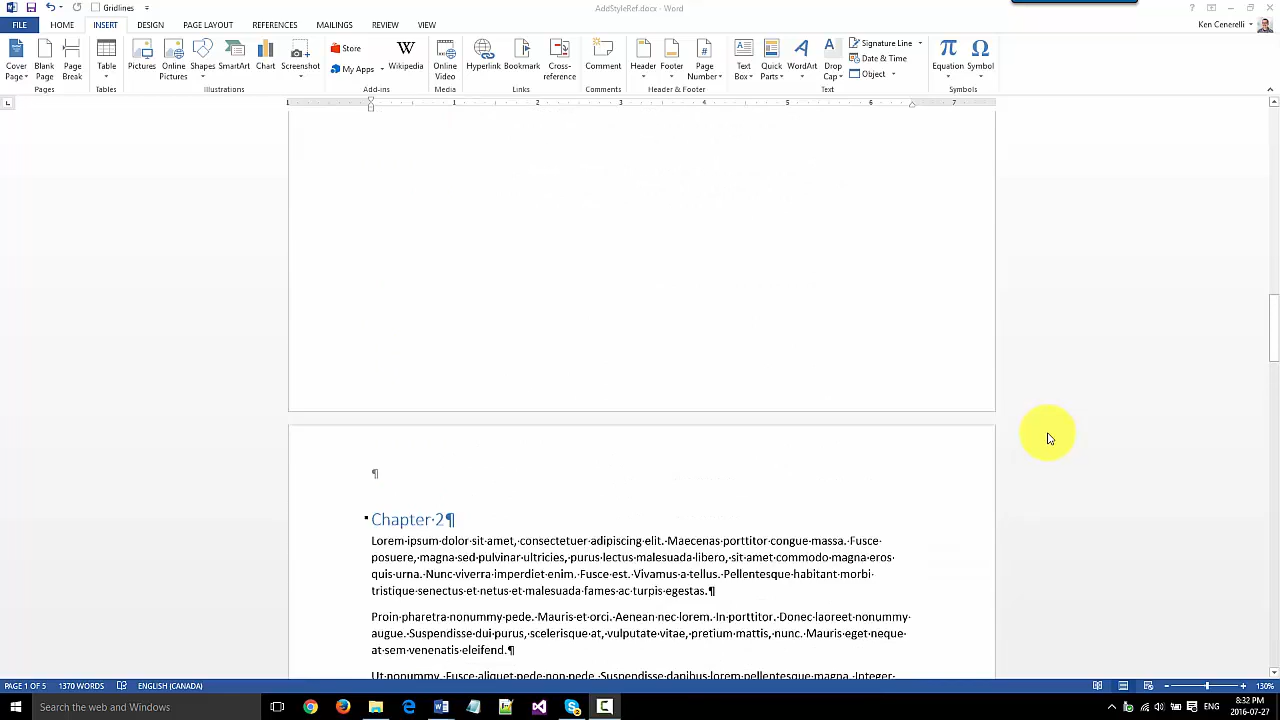 Gridlines
AddStyleRef.docx - Word
FILE HOME INSERT DESIGN PAGE LAYOUT REFERENCES MAILINGS REVIEW VIEW
Ken Cenerelli
Cover Page
Blank Page
Page Break
Table
Pictures
Online Pictures
Shapes
SmartArt
Chart
Screenshot
Store
My Apps
Wikipedia
Online Video
Hyperlink
Bookmark
Cross-reference
Comment
Header
Footer
Page Number
Text Box
Quick Parts
WordArt
Drop Cap
Signature Line
Date & Time
Object
Equation
Symbol
Pages Tables Illustrations Add-ins Media Links Comments Header & Footer Text Symbols
1 1 2 3 4 5 6 7
¶
Chapter·2¶
Lorem·ipsum·dolor·sit·amet,·consectetuer·adipiscing·elit.·Maecenas·porttitor·congue·massa.·Fusce·
posuere,·magna·sed·pulvinar·ultricies,·purus·lectus·malesuada·libero,·sit·amet·commodo·magna·eros·
quis·urna.·Nunc·viverra·imperdiet·enim.·Fusce·est.·Vivamus·a·tellus.·Pellentesque·habitant·morbi·
tristique·senectus·et·netus·et·malesuada·fames·ac·turpis·egestas.¶
Proin·pharetra·nonummy·pede.·Mauris·et·orci.·Aenean·nec·lorem.·In·porttitor.·Donec·laoreet·nonummy·
augue.·Suspendisse·dui·purus,·scelerisque·at,·vulputate·vitae,·pretium·mattis,·nunc.·Mauris·eget·neque·
at·sem·venenatis·eleifend.¶
Ut·nonummy.·Fusce·aliquet·pede·non·pede.·Suspendisse·dapibus·lorem·pellentesque·magna.·Integer·
PAGE 1 OF 5 1370 WORDS ENGLISH (CANADA) 130%
Search the web and Windows
ENG
8:32 PM
2016-07-27